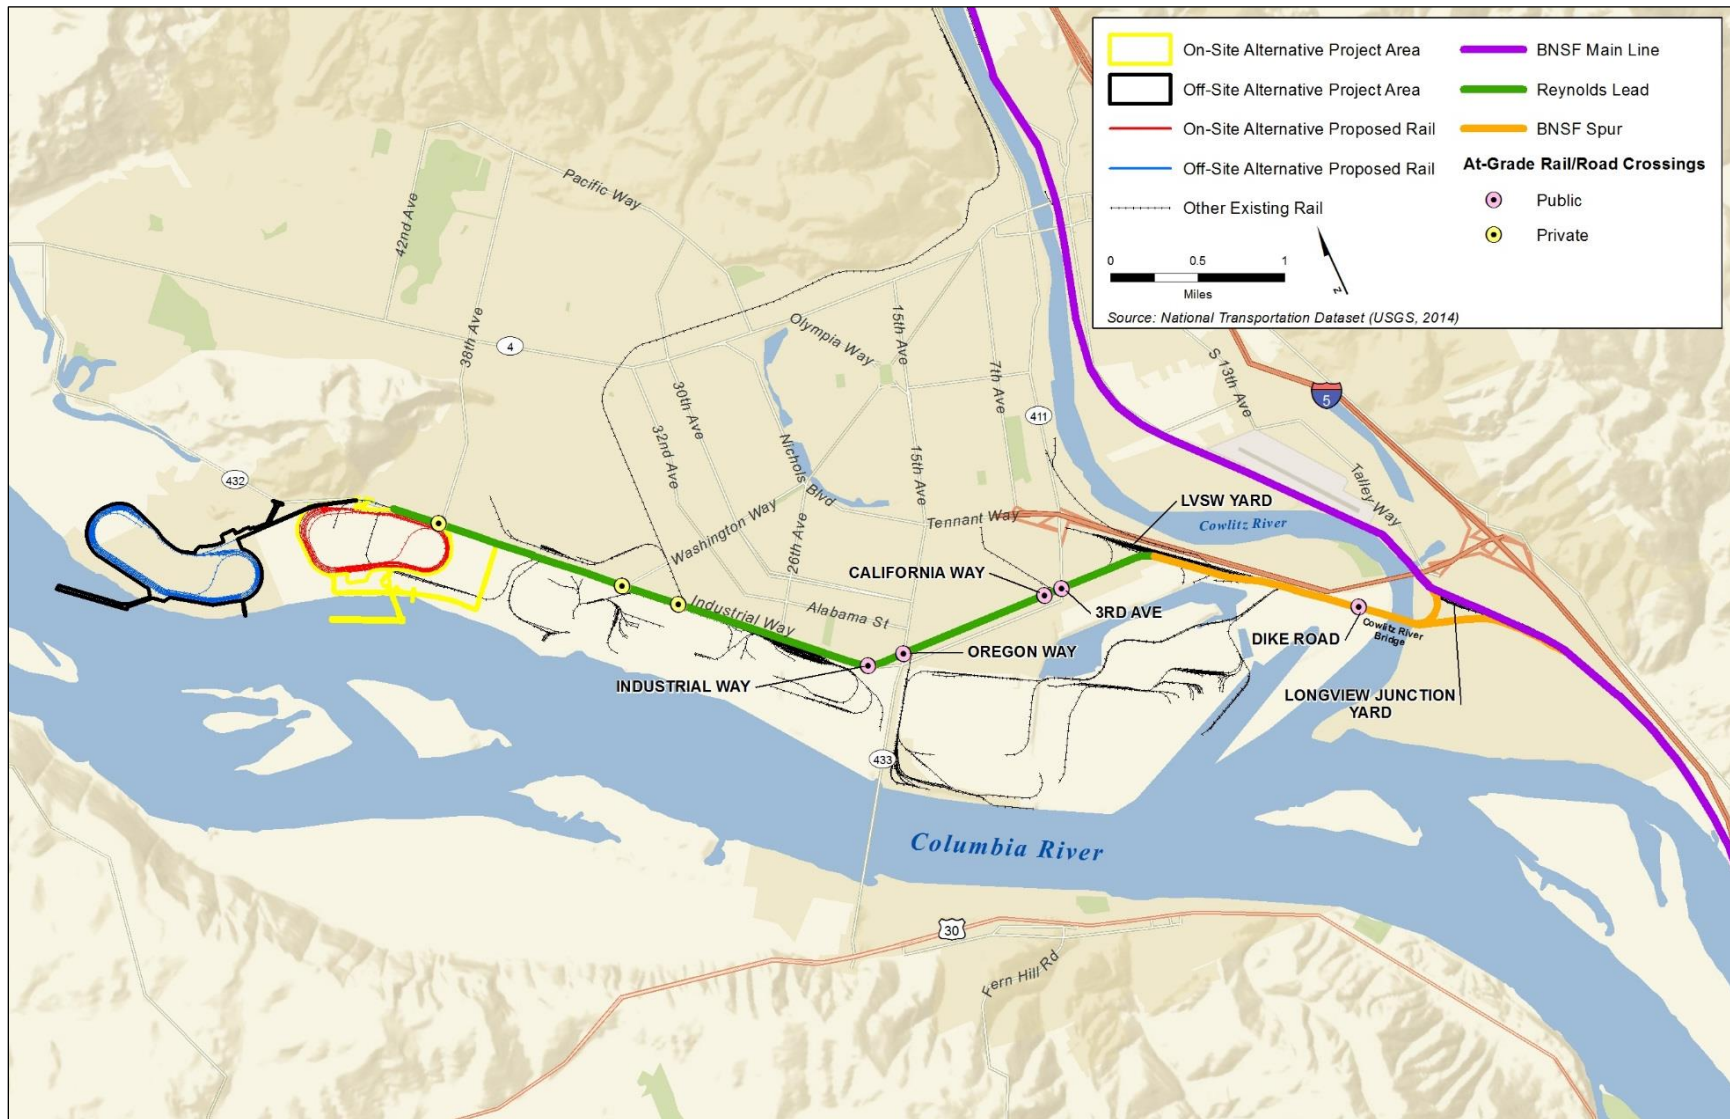 On-Site Alternative Project Area
Off-Site Alternative Project Area
On-Site Alternative Proposed Rail
Off-Site Alternative Proposed Rail
Other Existing Rail
BNSF Main Line
Reynolds Lead
BNSF Spur
At-Grade Rail/Road Crossings
Public
Private
0 0.5 1
Miles
N
Source: National Transportation Dataset (USGS, 2014)
Pacific Way
42nd Ave
38th Ave
4
Olympia Way
15th Ave
7th Ave
411
S 13th Ave
5
30th Ave
32nd Ave
Nichols Blvd
15th Ave
Talley Way
432
Washington Way
26th Ave
Tennant Way
LVSW YARD
Cowlitz River
CALIFORNIA WAY
3RD AVE
Industrial Way
Alabama St
DIKE ROAD
Cowlitz River
Bridge
OREGON WAY
INDUSTRIAL WAY
LONGVIEW JUNCTION
YARD
433
Columbia River
30
Fern Hill Rd